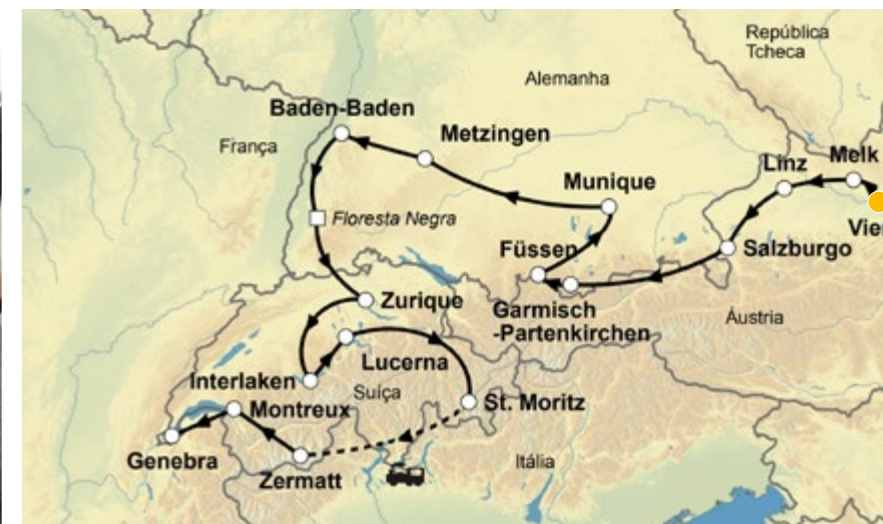 República
Tcheca
Alemanha
Baden-Baden
Metzingen
França
Linz
Melk
Munique
Floresta Negra
Füssen
Salzburgo
Zurique
Garmisch
-Partenkirchen
Áustria
Lucerna
Interlaken
Suíça
Montreux
St. Moritz
Genebra
Zermatt
Itália